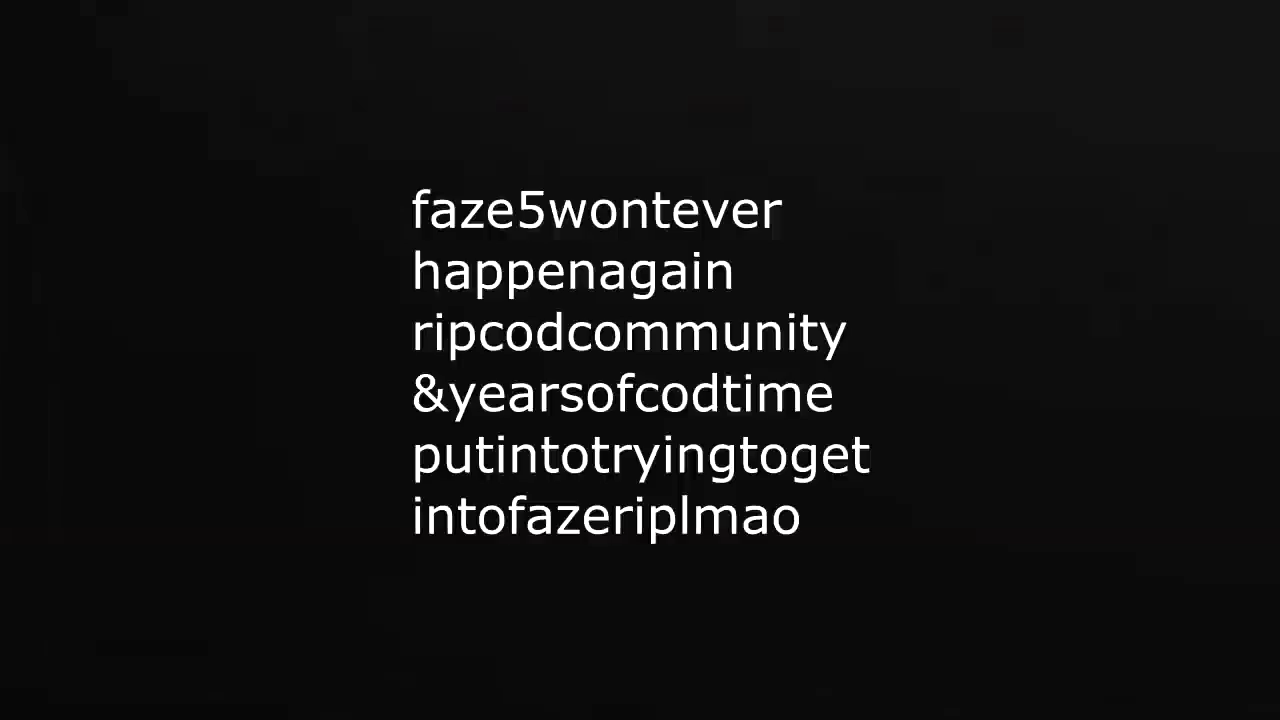 faze5wontever
happenagain
ripcodcommunity
&yearsofcodtime
putintotryingtoget
intofazeriplmao